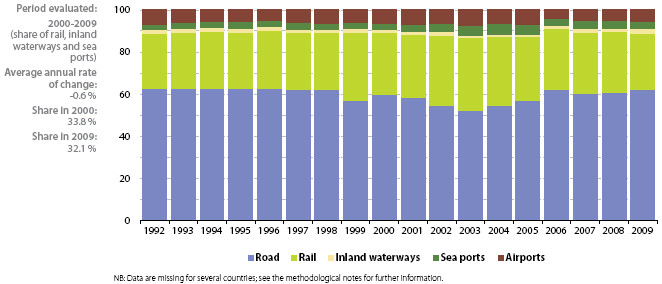 Period evaluated:
2000-2009
(share of rail, inland
waterways and sea
ports)
Average annual rate
of change:
-0.6 %
Share in 2000:
33.8 %
Share in 2009:
32.1 %
100
80
60
40
20
0
1992 1993 1994 1995 1996 1997 1998 1999 2000 2001 2002 2003 2004 2005 2006 2007 2008 2009
Road Rail Inland waterways Sea ports Airports
NB: Data are missing for several countries; see the methodological notes for further information.